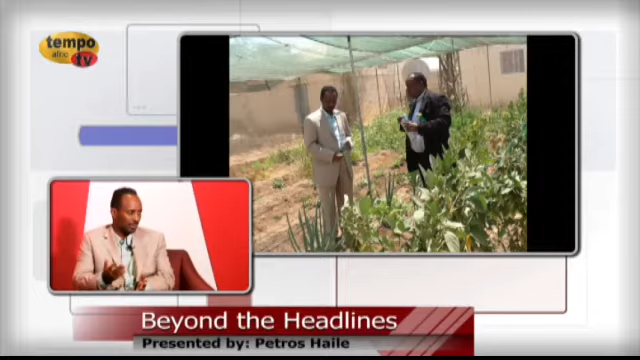 tempo
afric
tv
Beyond the Headlines
Presented by: Petros Haile